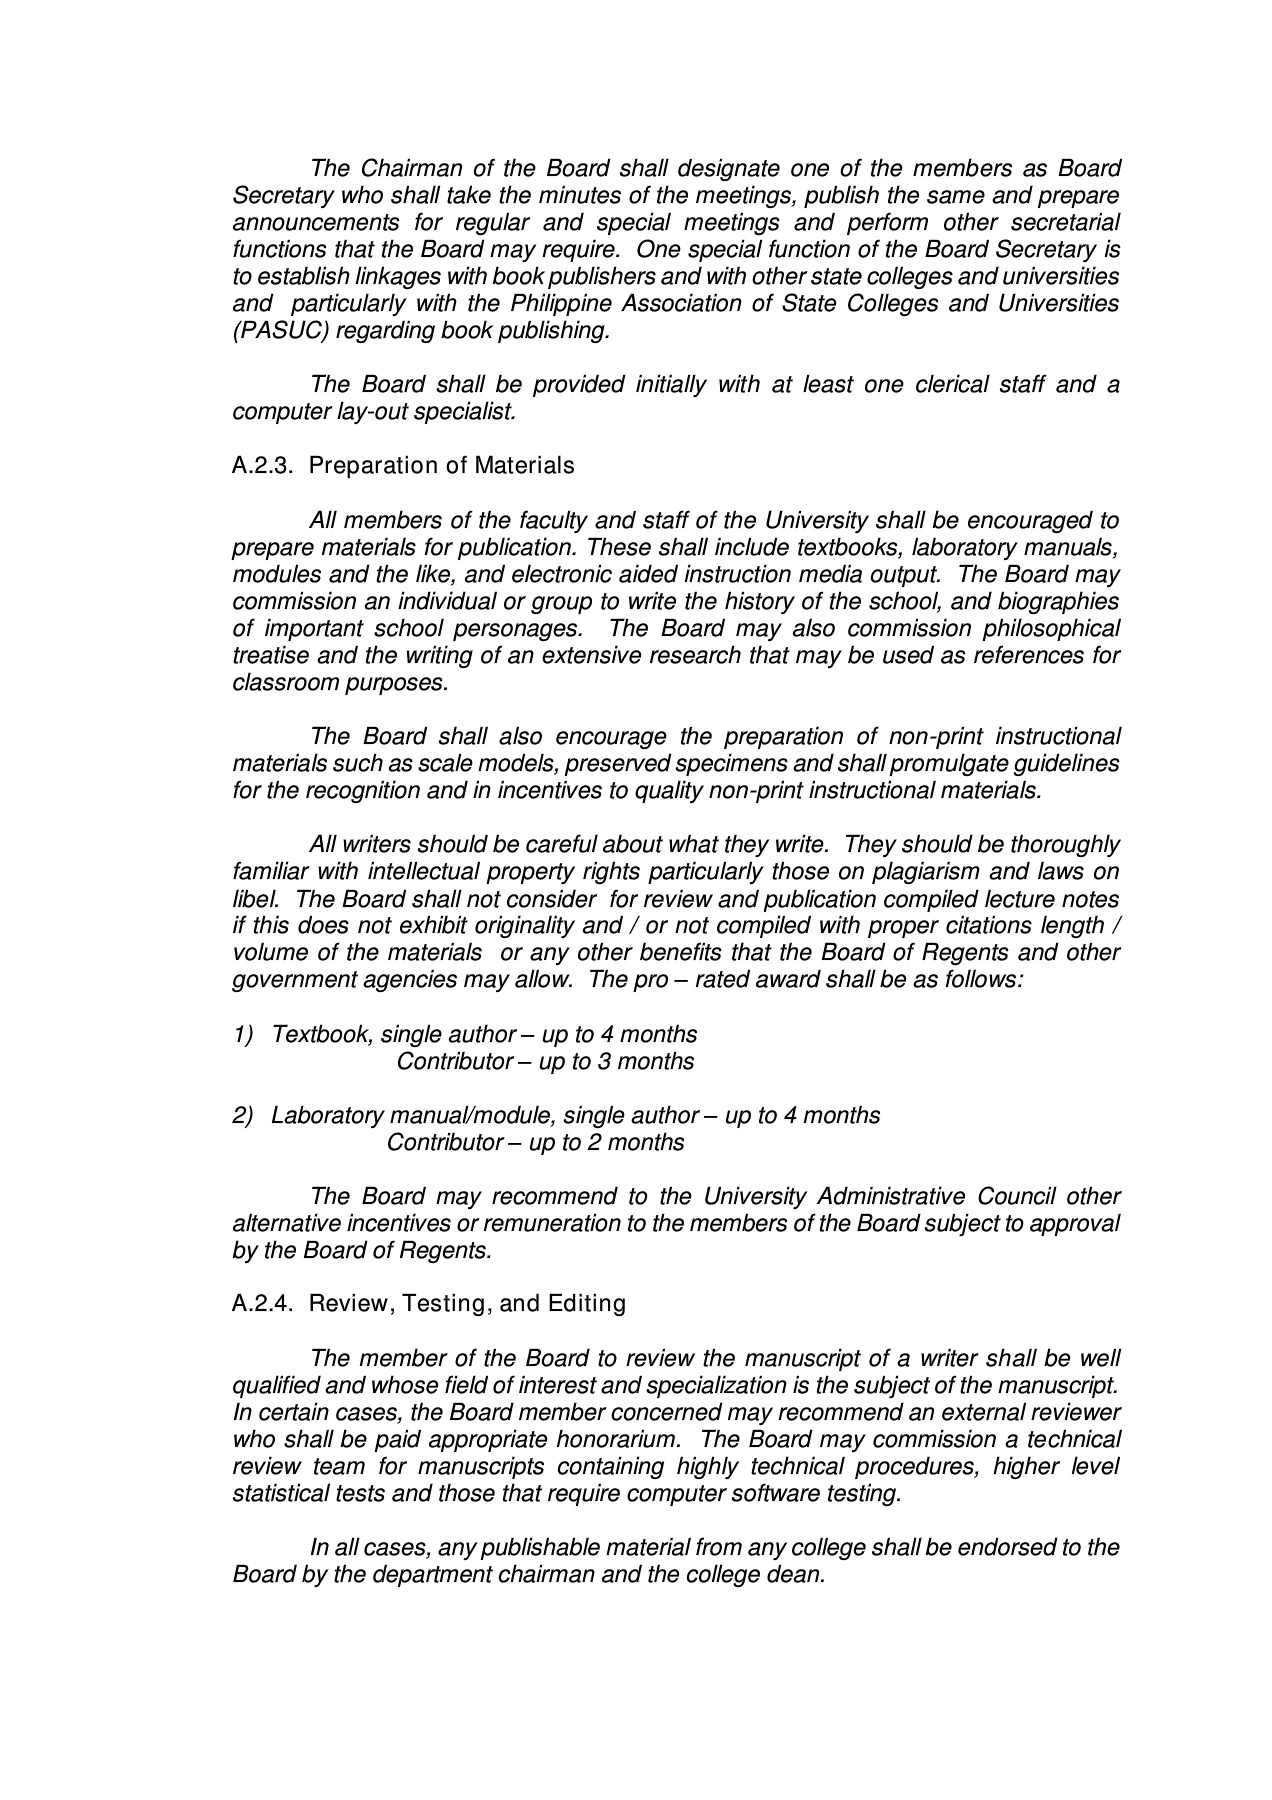 The Chairman of the Board shall designate one of the members as Board
Secretary who shall take the minutes of the meetings, publish the same and prepare
announcements for regular and special meetings and perform other secretarial
functions that the Board may require.  One special function of the Board Secretary is
to establish linkages with book publishers and with other state colleges and universities
and  particularly with the Philippine Association of State Colleges and Universities
(PASUC) regarding book publishing.
The Board shall be provided initially with at least one clerical staff and a
computer lay-out specialist.
A.2.3.  Preparation of Materials
All members of the faculty and staff of the University shall be encouraged to
prepare materials for publication. These shall include textbooks, laboratory manuals,
modules and the like, and electronic aided instruction media output.  The Board may
commission an individual or group to write the history of the school, and biographies
of important school personages.  The Board may also commission philosophical
treatise and the writing of an extensive research that may be used as references for
classroom purposes.
The Board shall also encourage the preparation of non-print instructional
materials such as scale models, preserved specimens and shall promulgate guidelines
for the recognition and in incentives to quality non-print instructional materials.
All writers should be careful about what they write.  They should be thoroughly
familiar with intellectual property rights particularly those on plagiarism and laws on
libel.  The Board shall not consider  for review and publication compiled lecture notes
if this does not exhibit originality and / or not compiled with proper citations length /
volume of the materials  or any other benefits that the Board of Regents and other
government agencies may allow.  The pro – rated award shall be as follows:
1)   Textbook, single author – up to 4 months
Contributor – up to 3 months
2)   Laboratory manual/module, single author – up to 4 months
Contributor – up to 2 months
The Board may recommend to the University Administrative Council other
alternative incentives or remuneration to the members of the Board subject to approval
by the Board of Regents.
A.2.4.  Review, Testing, and Editing
The member of the Board to review the manuscript of a writer shall be well
qualified and whose field of interest and specialization is the subject of the manuscript.
In certain cases, the Board member concerned may recommend an external reviewer
who shall be paid appropriate honorarium.  The Board may commission a technical
review team for manuscripts containing highly technical procedures, higher level
statistical tests and those that require computer software testing.
In all cases, any publishable material from any college shall be endorsed to the
Board by the department chairman and the college dean.